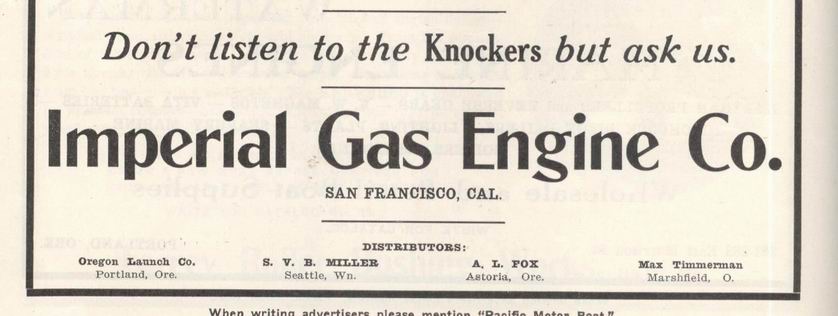 Don't listen to the Knockers but ask us.
Imperial Gas Engine Co.
SAN FRANCISCO, CAL.
DISTRIBUTORS:
Oregon Launch Co. S. V. B. MILLER A. L. FOX Max Timmerman
Portland, Ore. Seattle, Wn. Astoria, Ore. Marshfield, O.
When writing advertisers please mention "Pacific Motor Boat."